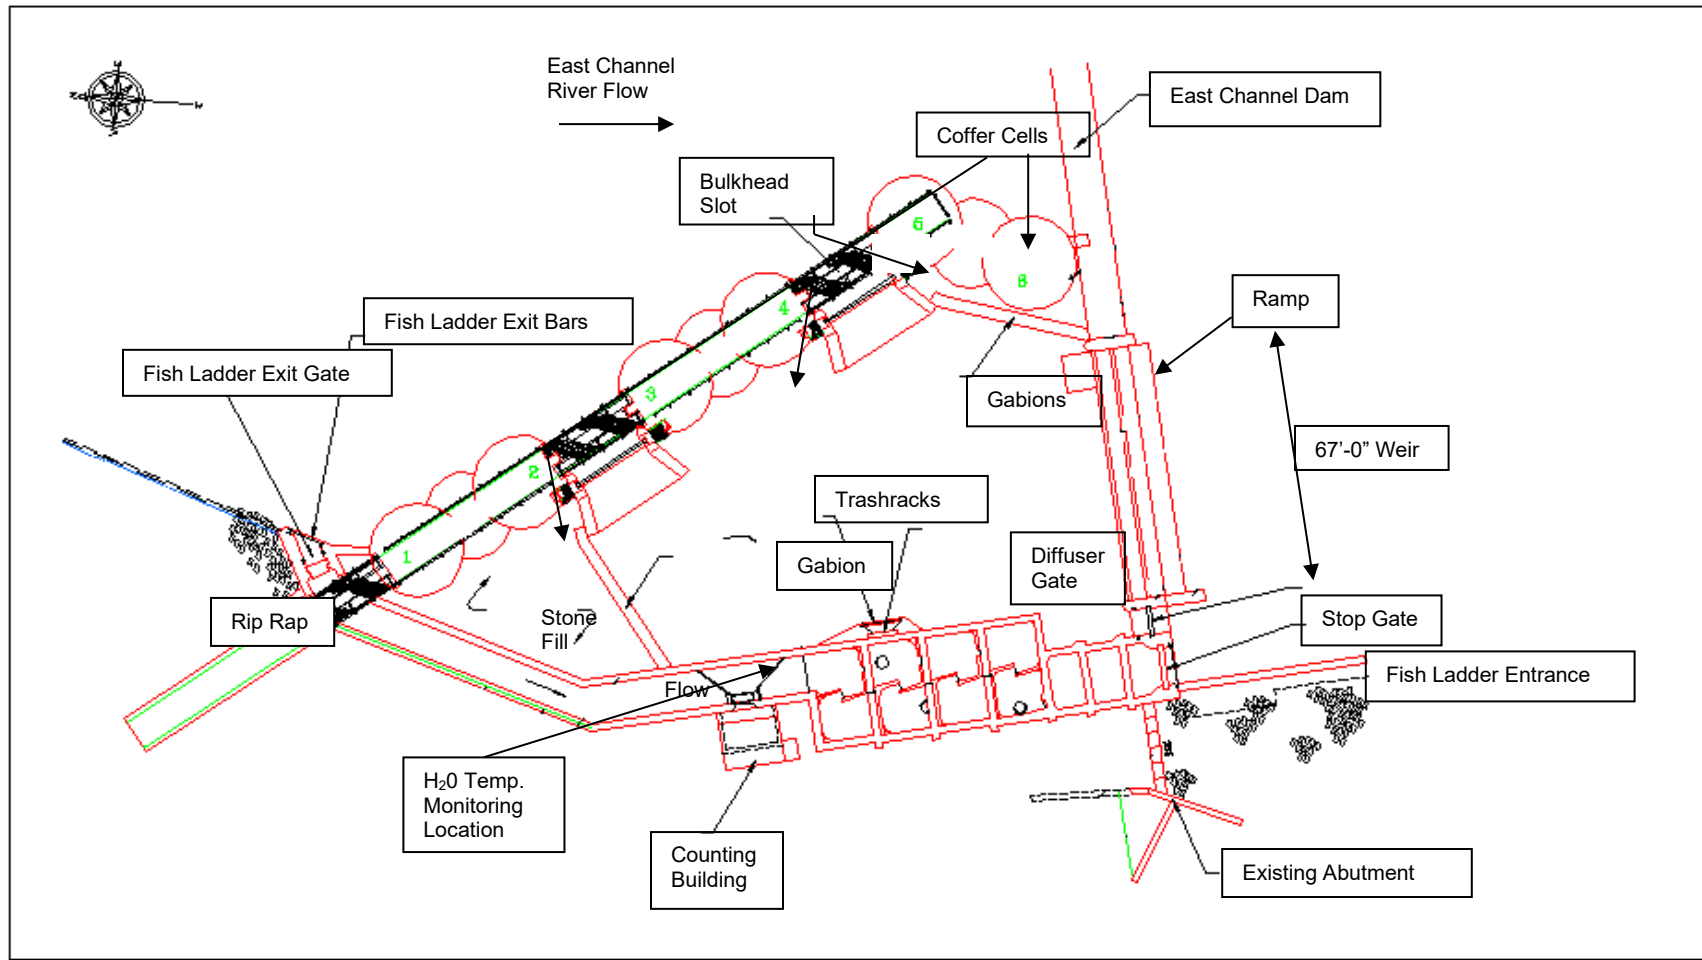 East Channel
River Flow
East Channel Dam
Coffer Cells
Bulkhead
Slot
5
6
4
Ramp
Fish Ladder Exit Bars
Fish Ladder Exit Gate
3
Gabions
67'-0" Weir
2
Trashracks
1
Gabion
Diffuser
Gate
Rip Rap
Stone
Fill
Stop Gate
Fish Ladder Entrance
Flow
H₂0 Temp.
Monitoring
Location
Counting
Building
Existing Abutment